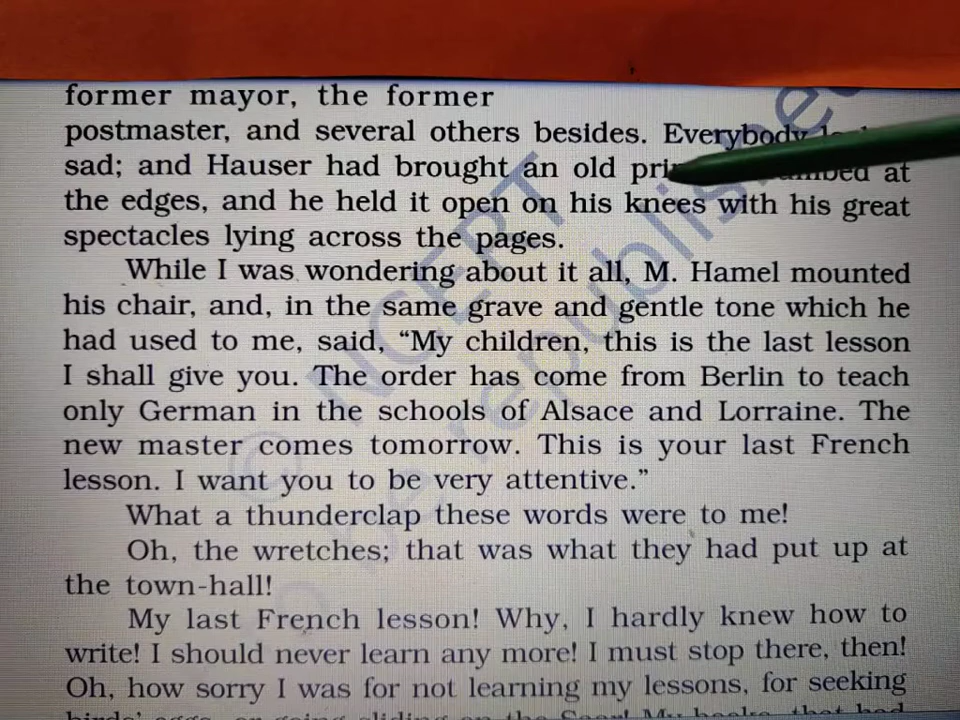 former mayor, the former
postmaster, and several others besides. Everybody
sad; and Hauser had brought an old at
the edges, and he held it open on his knees with his great
spectacles lying across the pages.
While I was wondering about it all, M. Hamel mounted
his chair, and, in the same grave and gentle tone which he
had used to me, said, “My children, this is the last lesson
I shall give you. The order has come from Berlin to teach
only German in the schools of Alsace and Lorraine. The
new master comes tomorrow. This is your last French
lesson. I want you to be very attentive.”
What a thunderclap these words were to me!
Oh, the wretches; that was what they had put up at
the town-hall!
My last French lesson! Why, I hardly knew how to
write! I should never learn any more! I must stop there, then!
Oh, how sorry I was for not learning my lessons, for seeking
© NCERT
republished